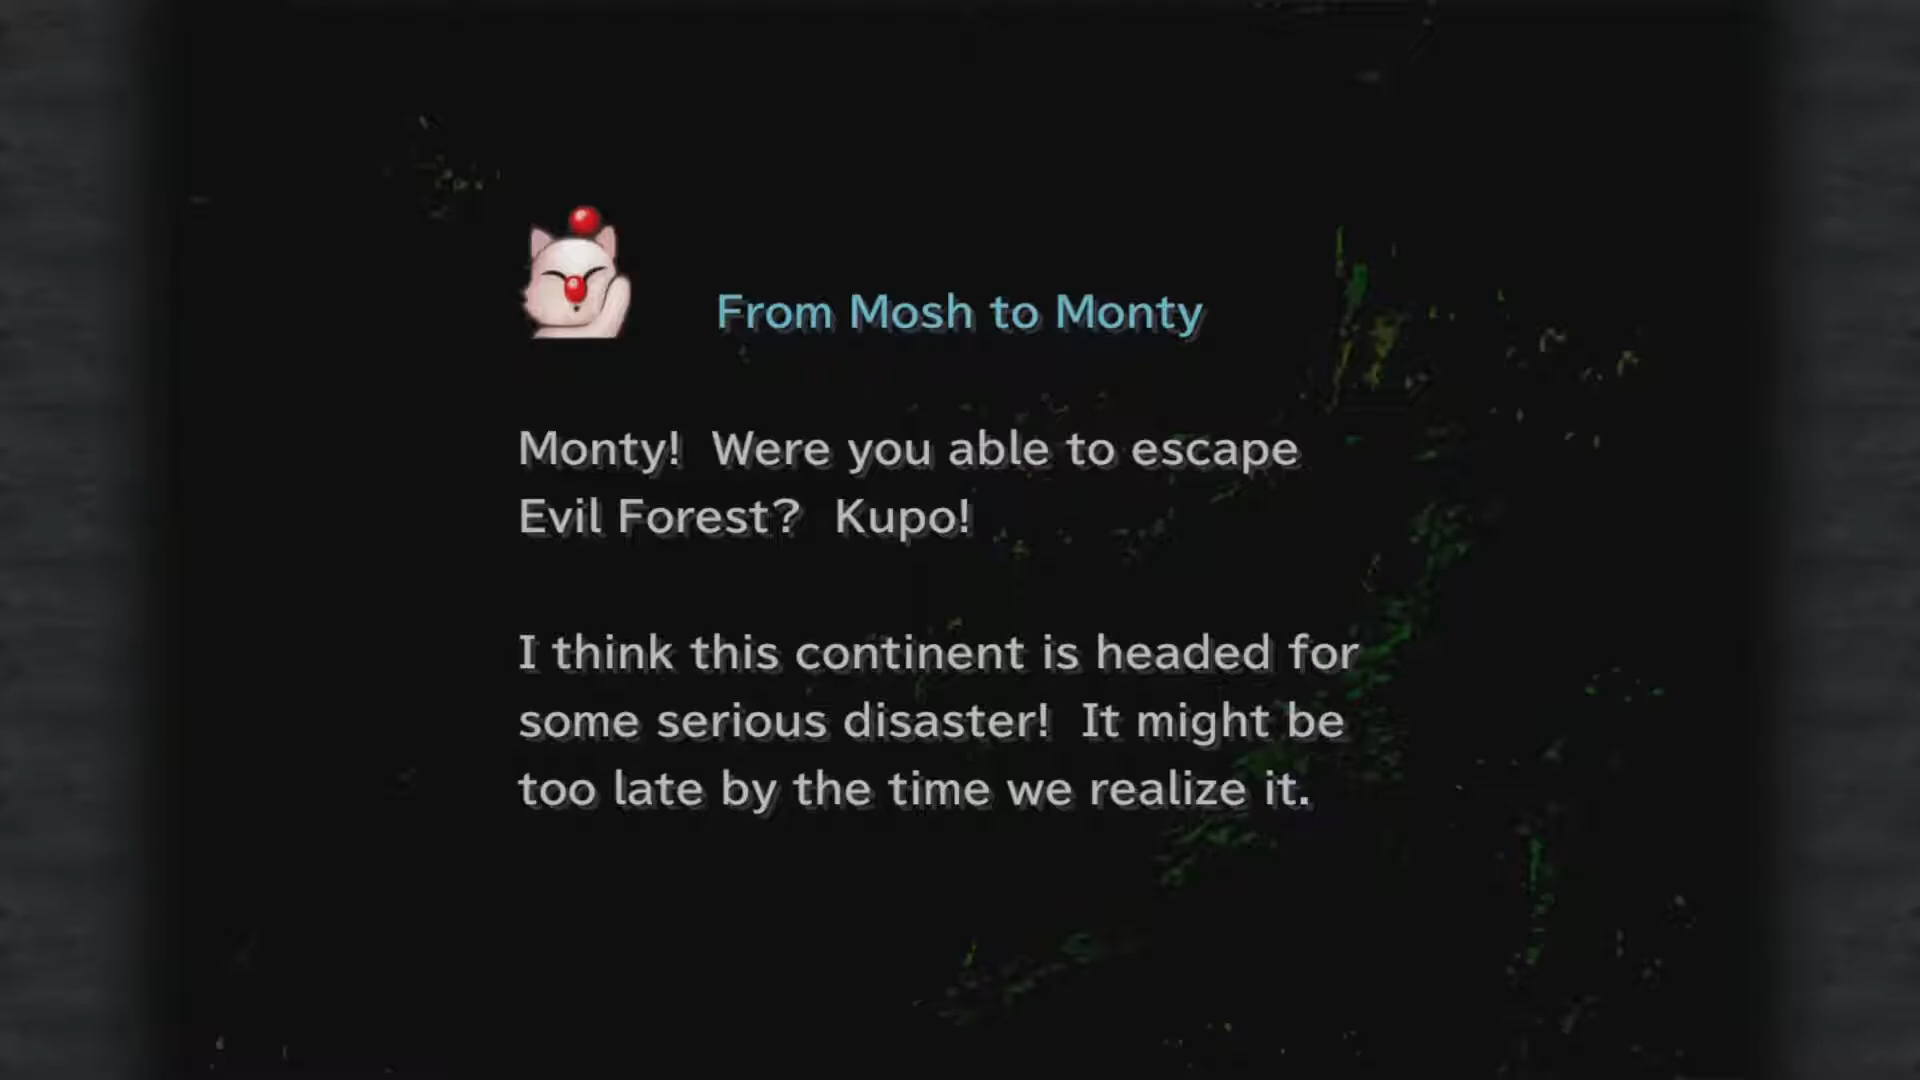 From Mosh to Monty
Monty!  Were you able to escape
Evil Forest?  Kupo!
I think this continent is headed for
some serious disaster!  It might be
too late by the time we realize it.